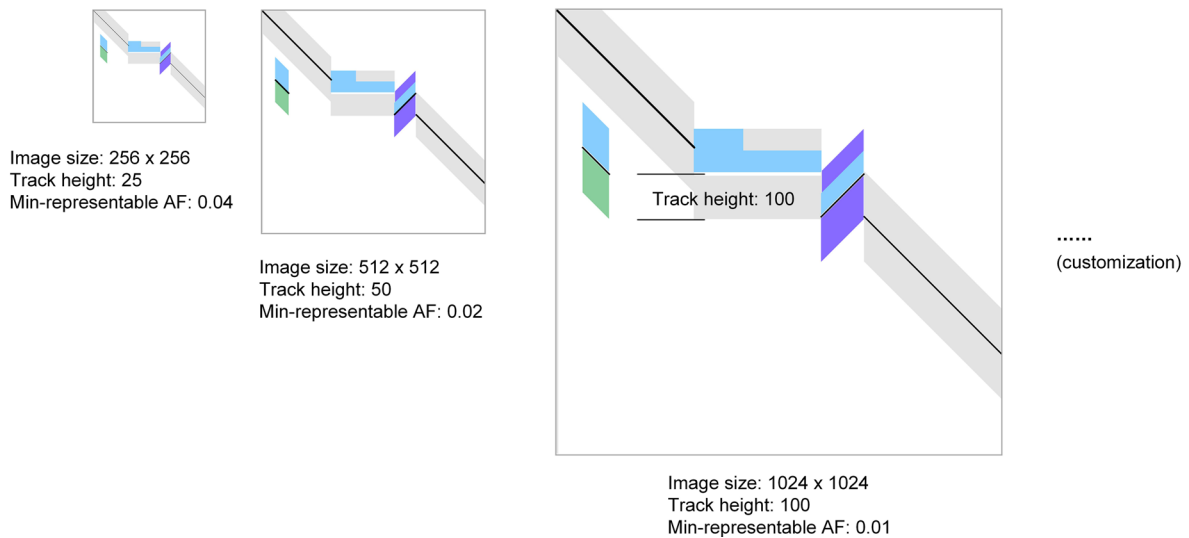 Image size: 256 x 256
Track height: 25
Min-representable AF: 0.04
Image size: 512 x 512
Track height: 50
Min-representable AF: 0.02
Track height: 100
Image size: 1024 x 1024
Track height: 100
Min-representable AF: 0.01
......
(customization)